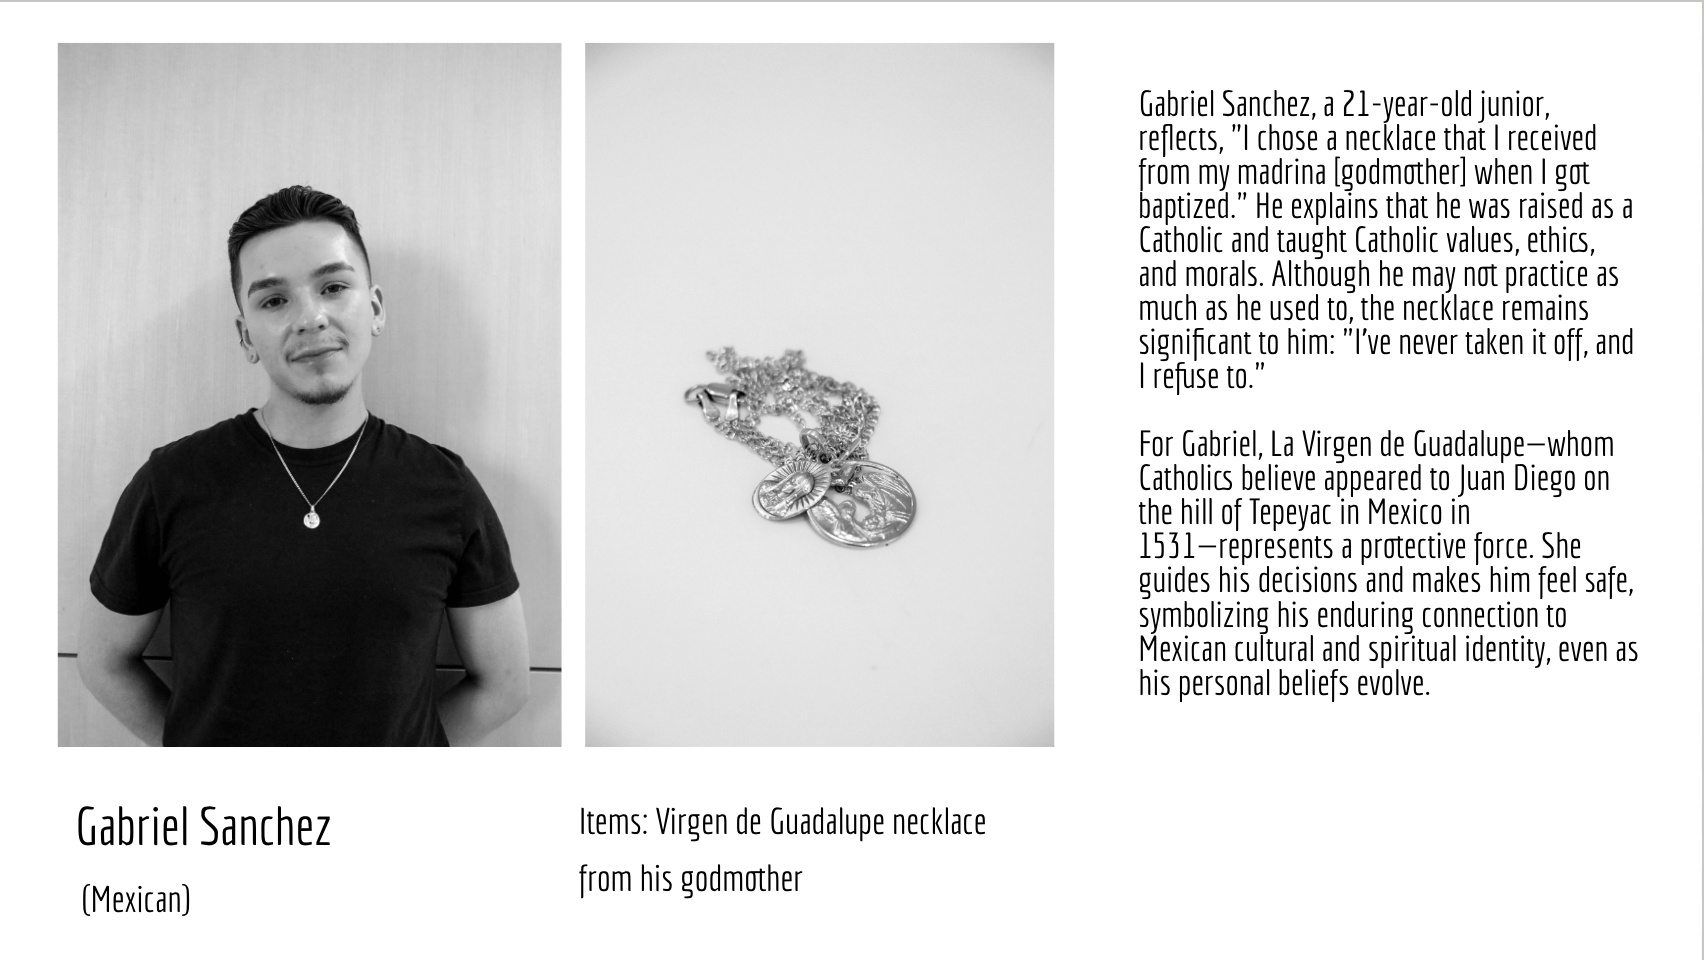 Gabriel Sanchez, a 21-year-old junior,
reflects, "I chose a necklace that I received
from my madrina [godmother] when I got
baptized." He explains that he was raised as a
Catholic and taught Catholic values, ethics,
and morals. Although he may not practice as
much as he used to, the necklace remains
significant to him: "I've never taken it off, and
I refuse to."
For Gabriel, La Virgen de Guadalupe—whom
Catholics believe appeared to Juan Diego on
the hill of Tepeyac in Mexico in
1531—represents a protective force. She
guides his decisions and makes him feel safe,
symbolizing his enduring connection to
Mexican cultural and spiritual identity, even as
his personal beliefs evolve.
Gabriel Sanchez
(Mexican)
Items: Virgen de Guadalupe necklace
from his godmother